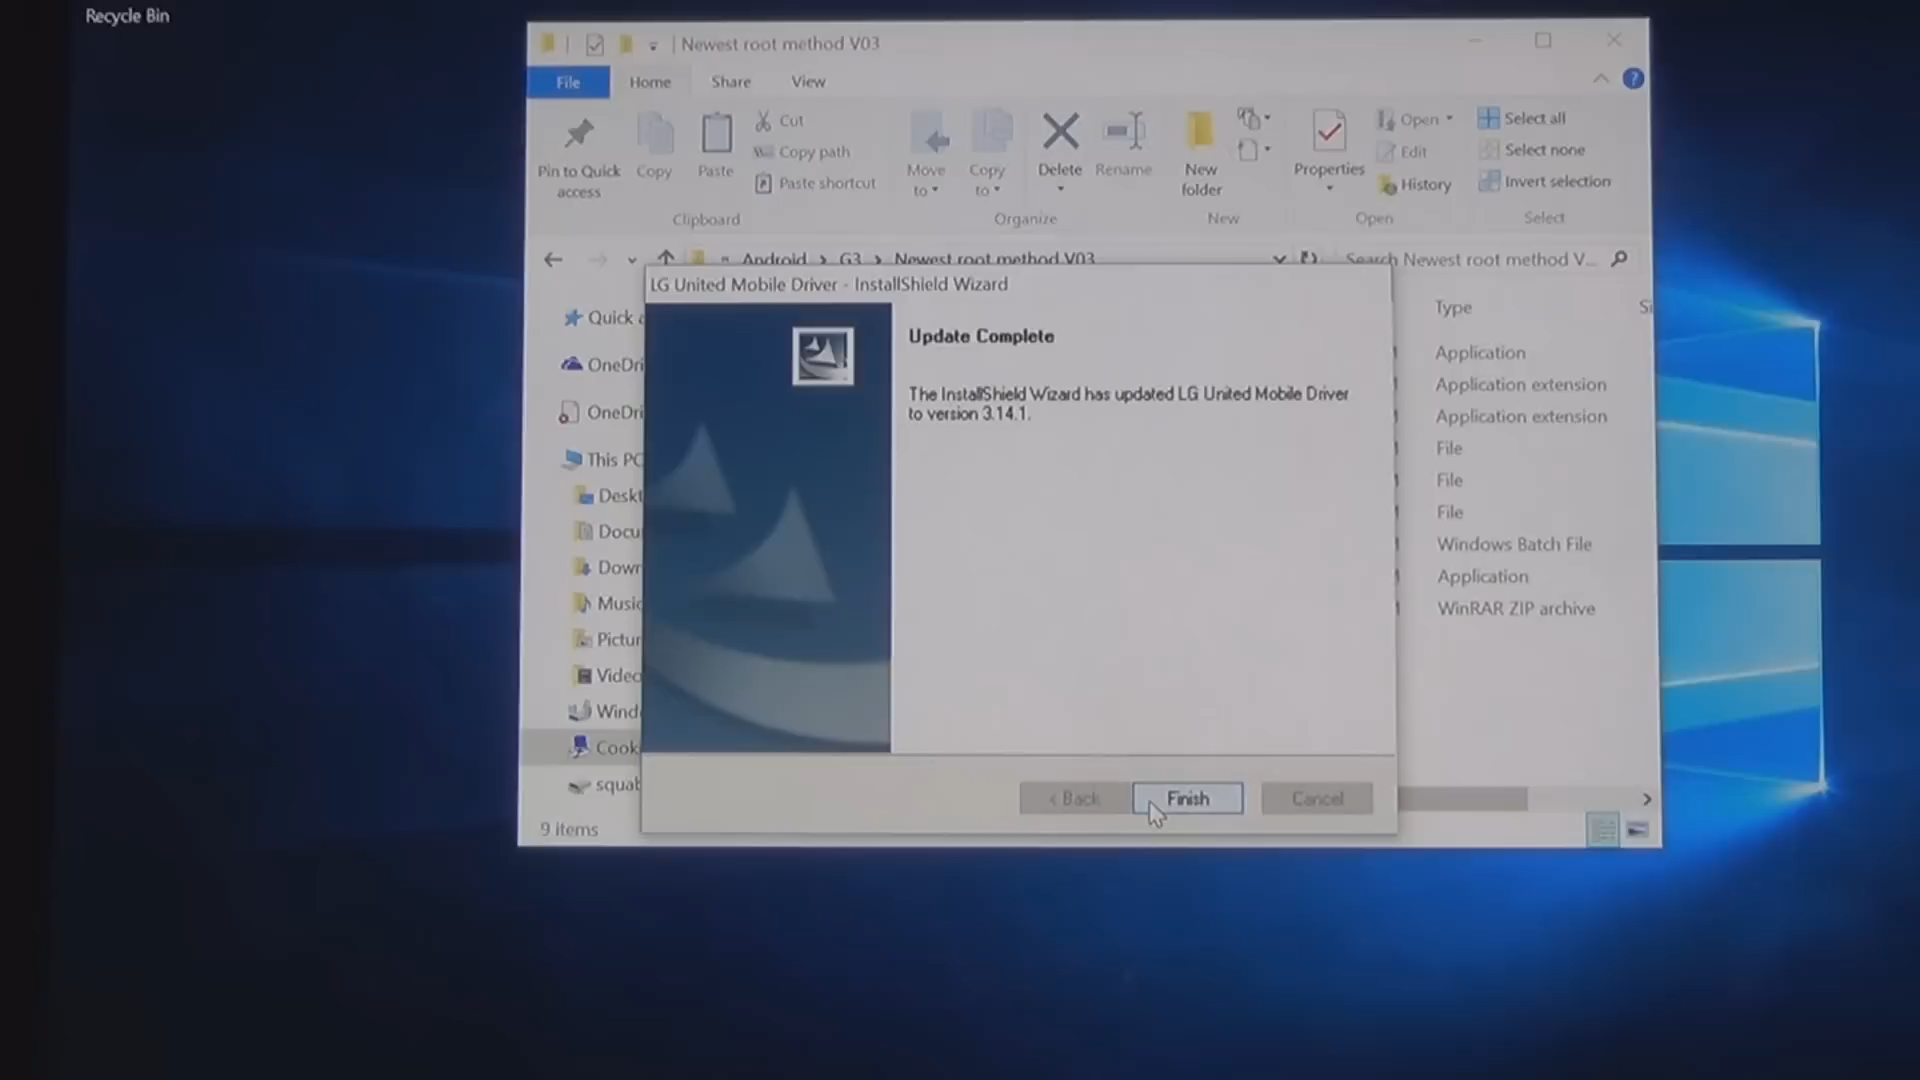 Recycle Bin
Newest root method V03
File Home Share View
Pin to Quick access
Copy
Paste
Cut
Copy path
Paste shortcut
Move to
Copy to
Delete
Rename
New folder
Properties
Open
Edit
History
Select all
Select none
Invert selection
Clipboard Organize New Open Select
Android > G3 > Newest root method V03
Search Newest root method V...
LG United Mobile Driver - InstallShield Wizard
Update Complete
The InstallShield Wizard has updated LG United Mobile Driver
to version 3.14.1.
< Back
Finish
Cancel
Quick a
OneDri
OneDri
This PC
Deskt
Docu
Down
Music
Pictur
Video
Wind
Cook
squab
Type
Si
Application
Application extension
Application extension
File
File
File
Windows Batch File
Application
WinRAR ZIP archive
9 items